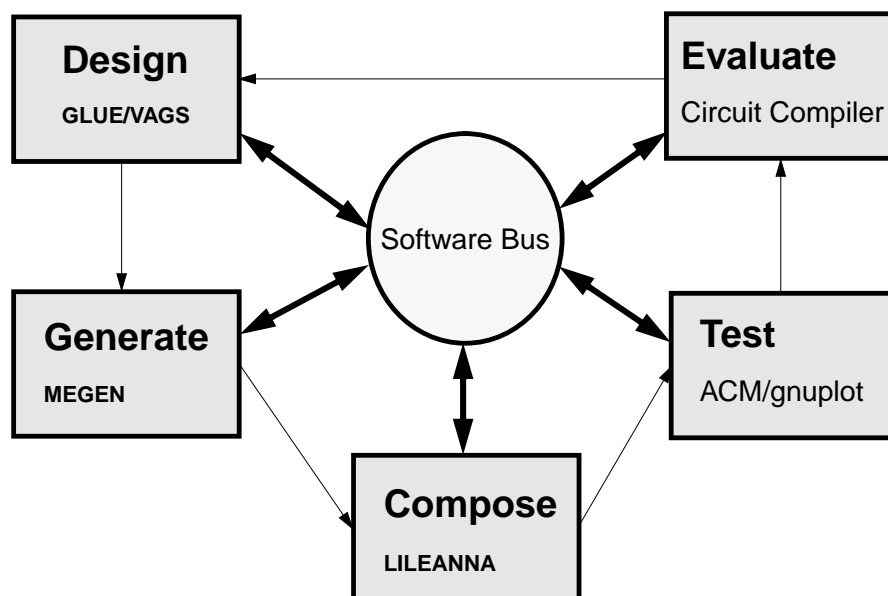 Design
GLUE/VAGS
Evaluate
Circuit Compiler
Software Bus
Generate
MEGEN
Test
ACM/gnuplot
Compose
LILEANNA